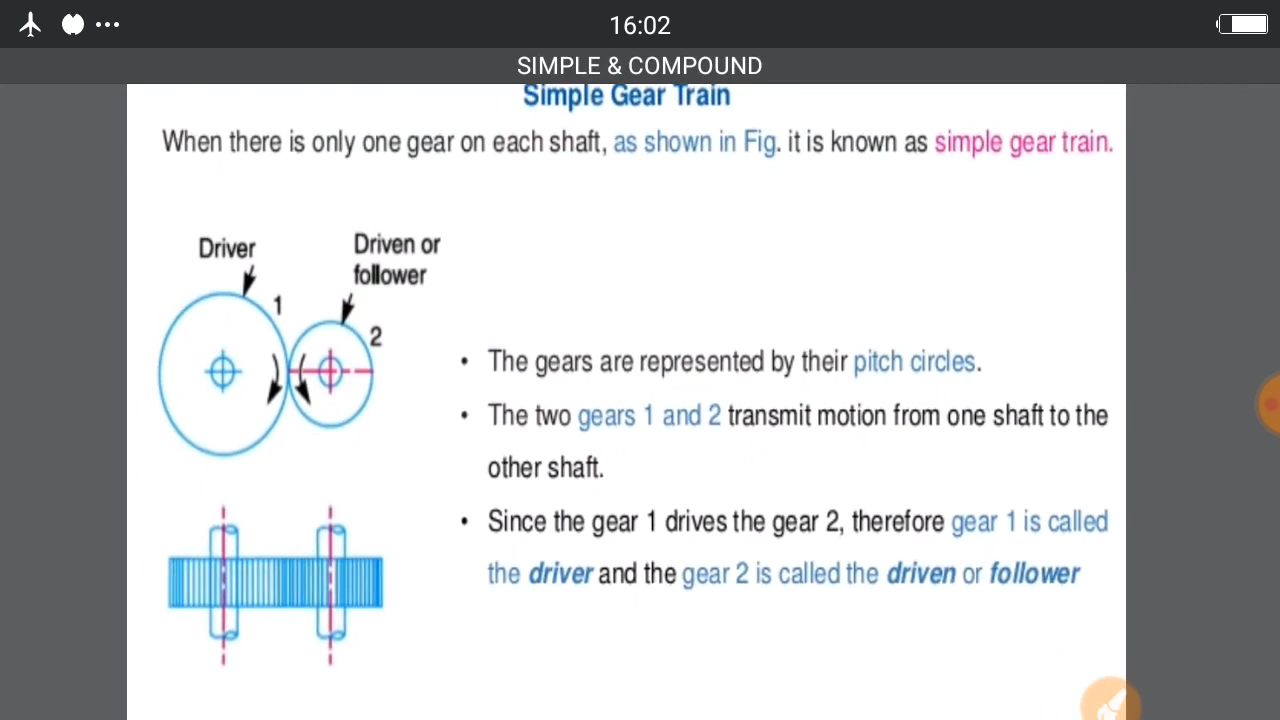 16:02
SIMPLE & COMPOUND
Simple Gear Train
When there is only one gear on each shaft, as shown in Fig. it is known as simple gear train.
Driver
Driven or
follower
1
2
• The gears are represented by their pitch circles.
• The two gears 1 and 2 transmit motion from one shaft to the
other shaft.
• Since the gear 1 drives the gear 2, therefore gear 1 is called
the driver and the gear 2 is called the driven or follower